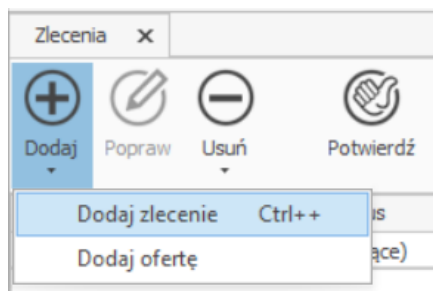 Zlecenia
Dodaj Popraw Usuń Potwierdź
Dodaj zlecenie Ctrl++
Dodaj ofertę